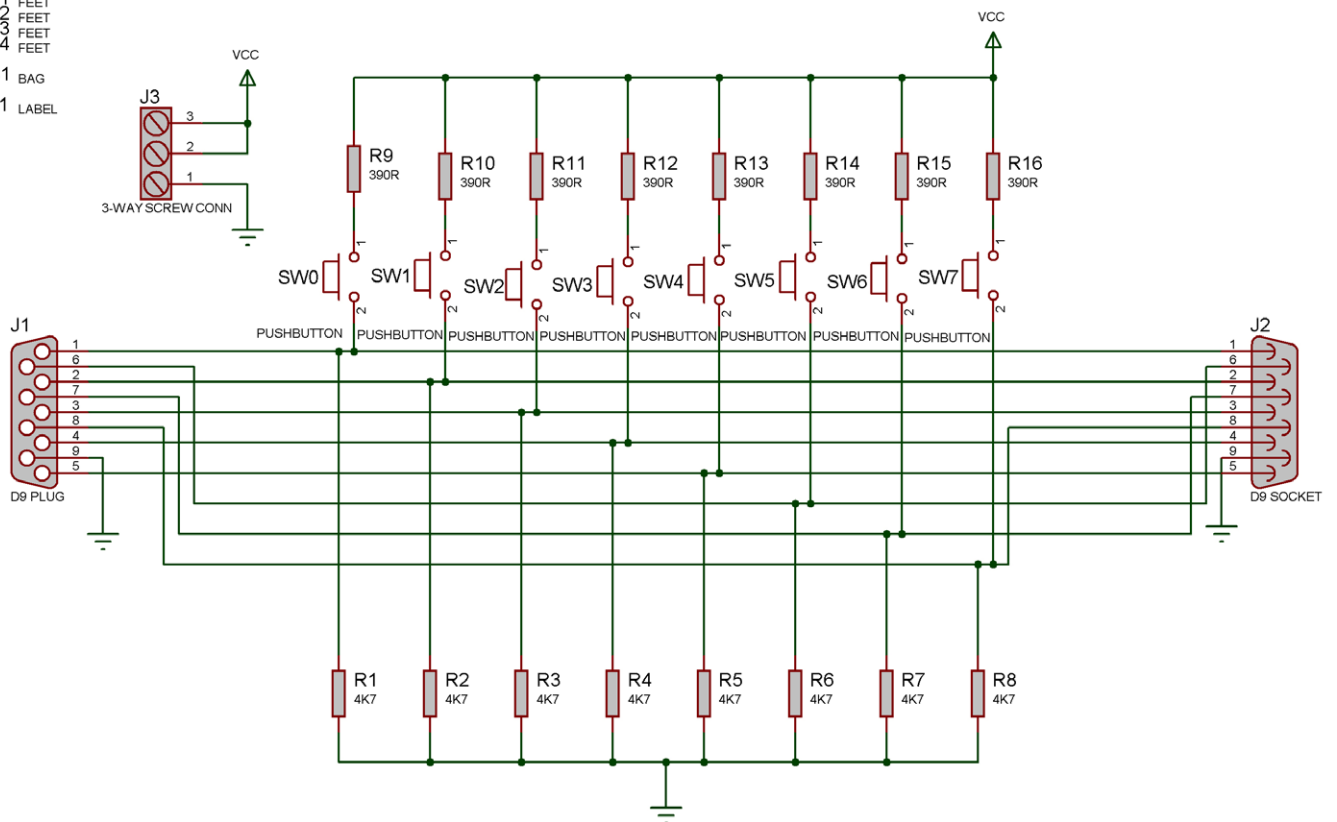 1 FEET
2 FEET
3 FEET
4 FEET
1 BAG
1 LABEL
VCC
VCC
J3
3
2
1
3-WAY SCREW CONN
R9
390R
R10
390R
R11
390R
R12
390R
R13
390R
R14
390R
R15
390R
R16
390R
1
1
1
1
1
1
1
1
SW0
SW1
SW2
SW3
SW4
SW5
SW6
SW7
2
2
2
2
2
2
2
2
PUSHBUTTON
PUSHBUTTON
PUSHBUTTON
PUSHBUTTON
PUSHBUTTON
PUSHBUTTON
PUSHBUTTON
PUSHBUTTON
J1
1
6
2
7
3
8
4
9
5
D9 PLUG
J2
1
6
2
7
3
8
4
9
5
D9 SOCKET
R1
4K7
R2
4K7
R3
4K7
R4
4K7
R5
4K7
R6
4K7
R7
4K7
R8
4K7